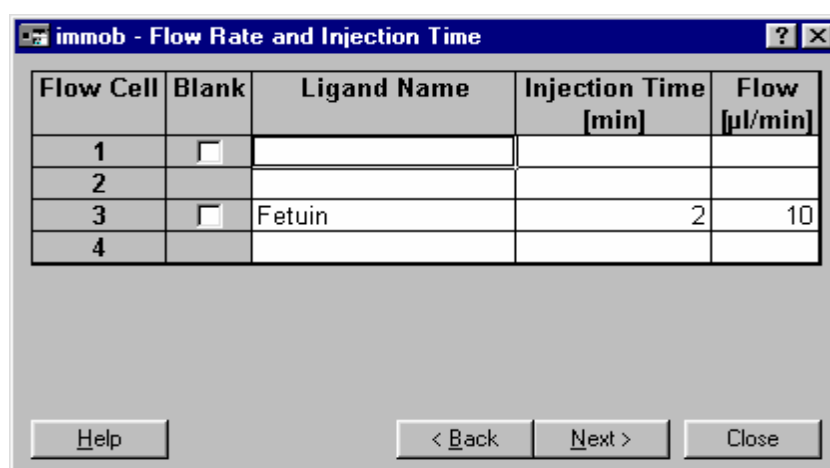 immob - Flow Rate and Injection Time
Flow Cell Blank Ligand Name Injection Time [min] Flow [µl/min]
1
2
3 Fetuin 2 10
4
Help < Back Next > Close